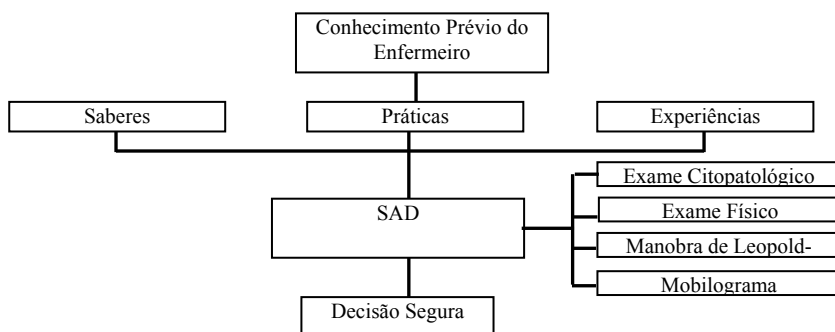 Conhecimento Prévio do
Enfermeiro
Saberes
Práticas
Experiências
SAD
Exame Citopatológico
Exame Físico
Manobra de Leopold-
Mobilograma
Decisão Segura